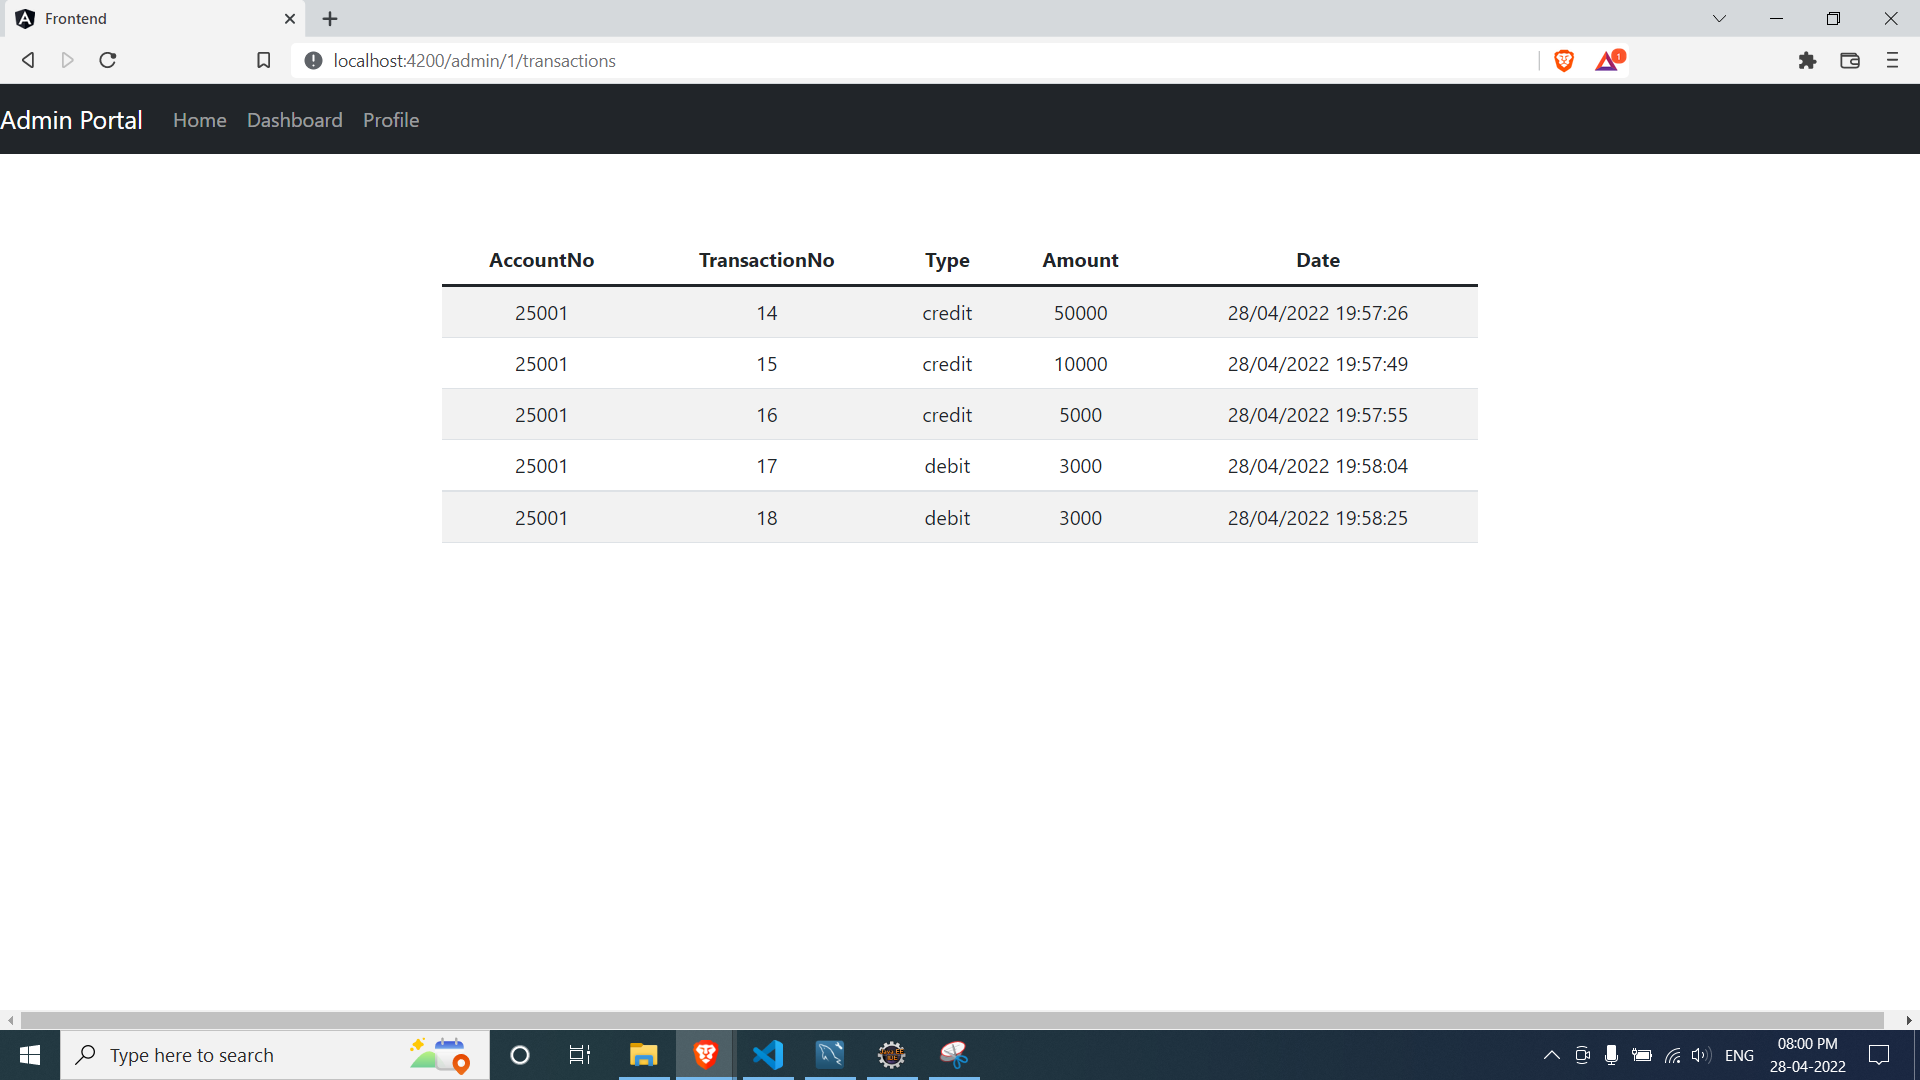 Frontend
localhost:4200/admin/1/transactions
1
Admin Portal Home Dashboard Profile
AccountNo TransactionNo Type Amount Date
25001 14 credit 50000 28/04/2022 19:57:26
25001 15 credit 10000 28/04/2022 19:57:49
25001 16 credit 5000 28/04/2022 19:57:55
25001 17 debit 3000 28/04/2022 19:58:04
25001 18 debit 3000 28/04/2022 19:58:25
Type here to search
ENG
08:00 PM
28-04-2022